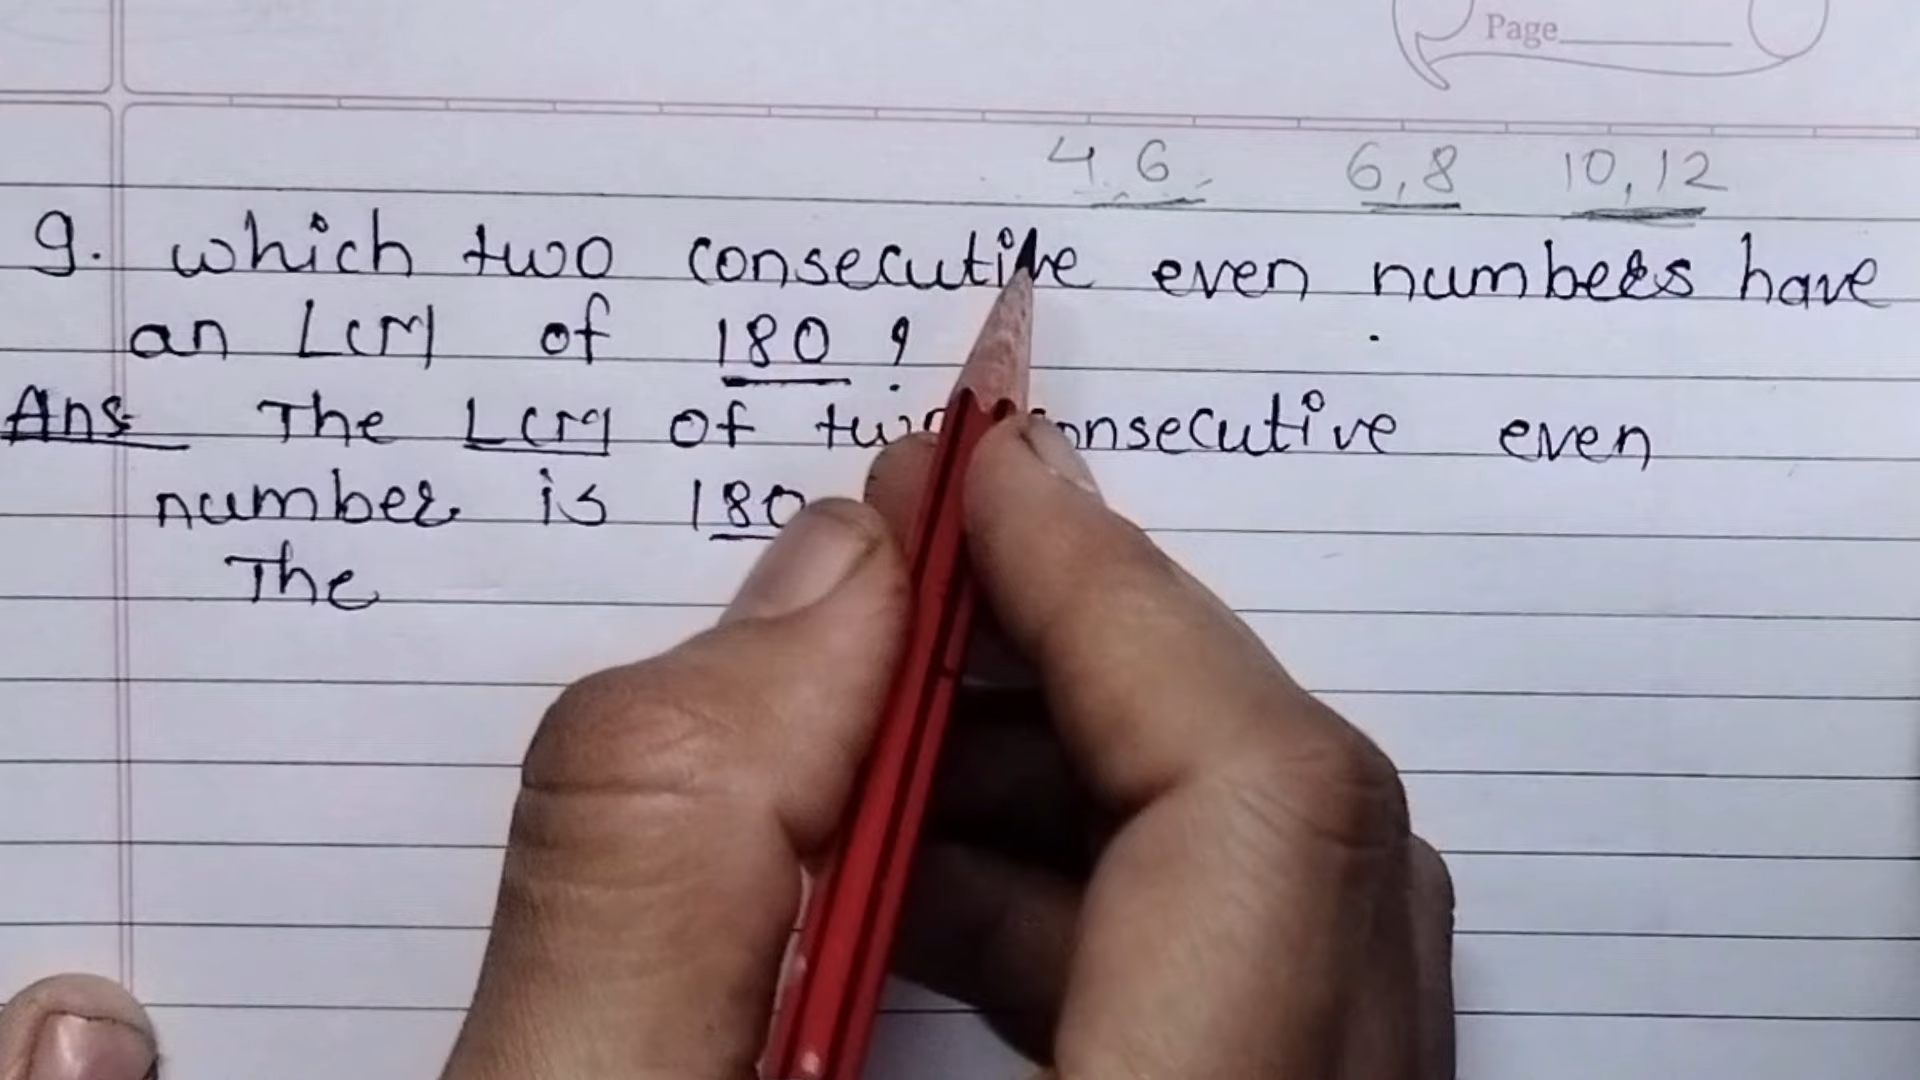 Page
4, 6, 6,8 10,12
9. which two consecutive even numbers have
an LCM of 180 ?
Ans The LCM of two consecutive even
number is 180
The